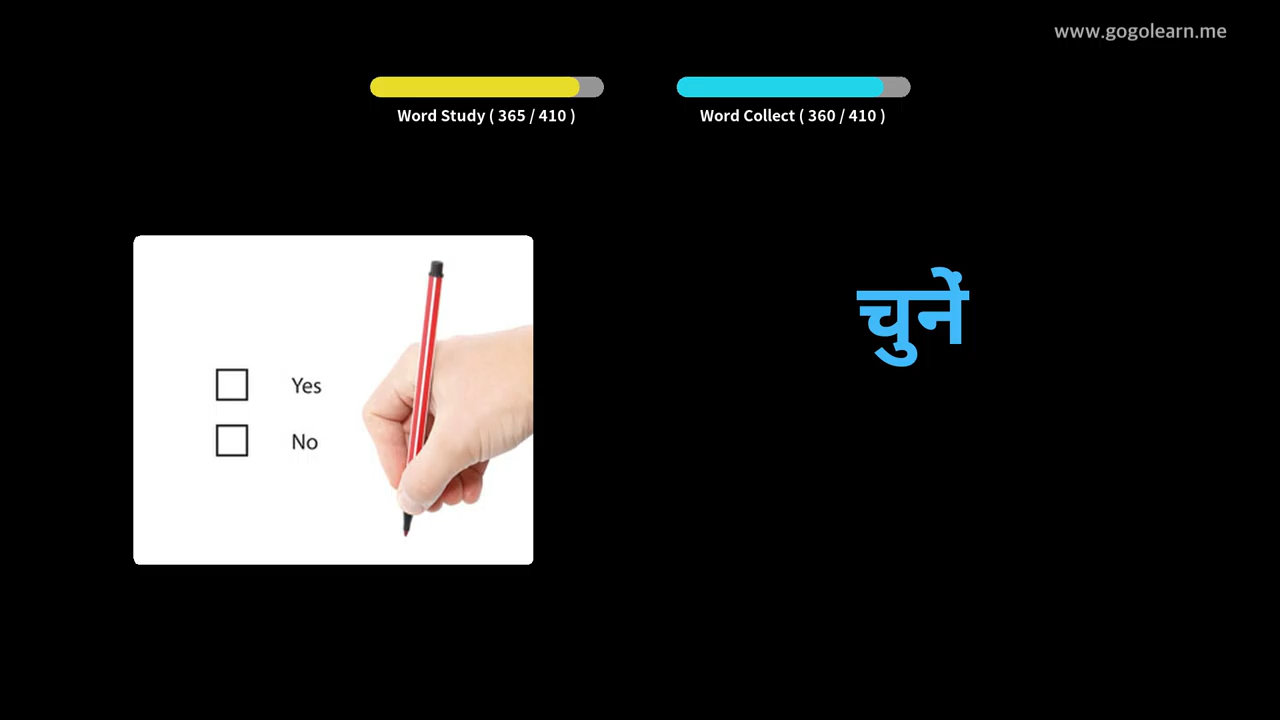 www.gogolearn.me
Word Study ( 365 / 410 )
Word Collect ( 360 / 410 )
चुनें
Yes
No